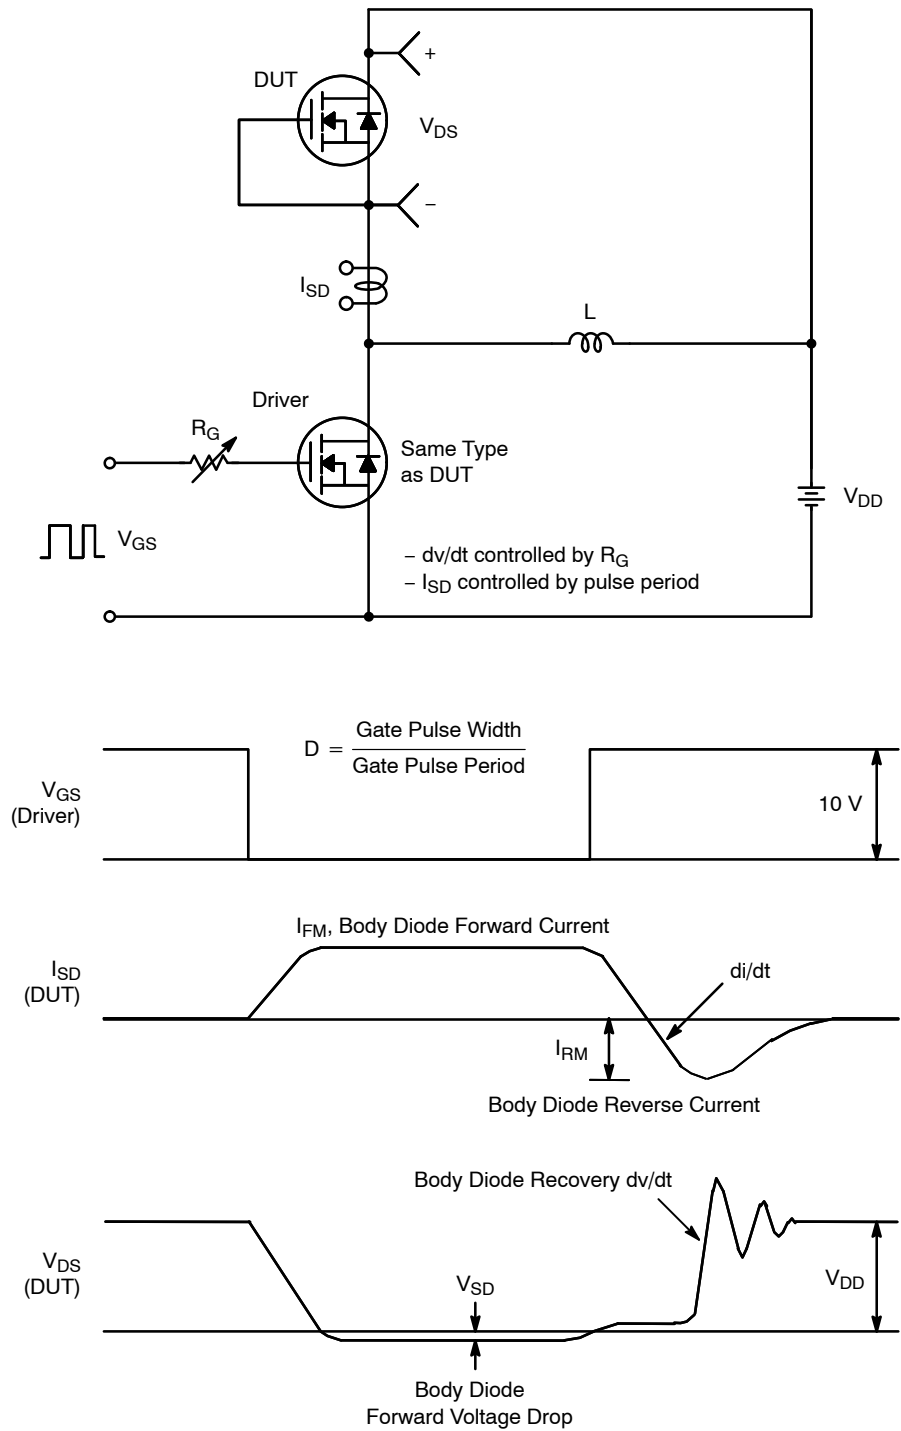 +
DUT
V_DS
−
I_SD
L
Driver
R_G
Same Type
as DUT
V_DD
V_GS
− dv/dt controlled by R_G
− I_SD controlled by pulse period
D = Gate Pulse Width
Gate Pulse Period
V_GS
(Driver)
10 V
I_FM, Body Diode Forward Current
I_SD
(DUT)
di/dt
I_RM
Body Diode Reverse Current
Body Diode Recovery dv/dt
V_DS
(DUT)
V_SD
V_DD
Body Diode
Forward Voltage Drop